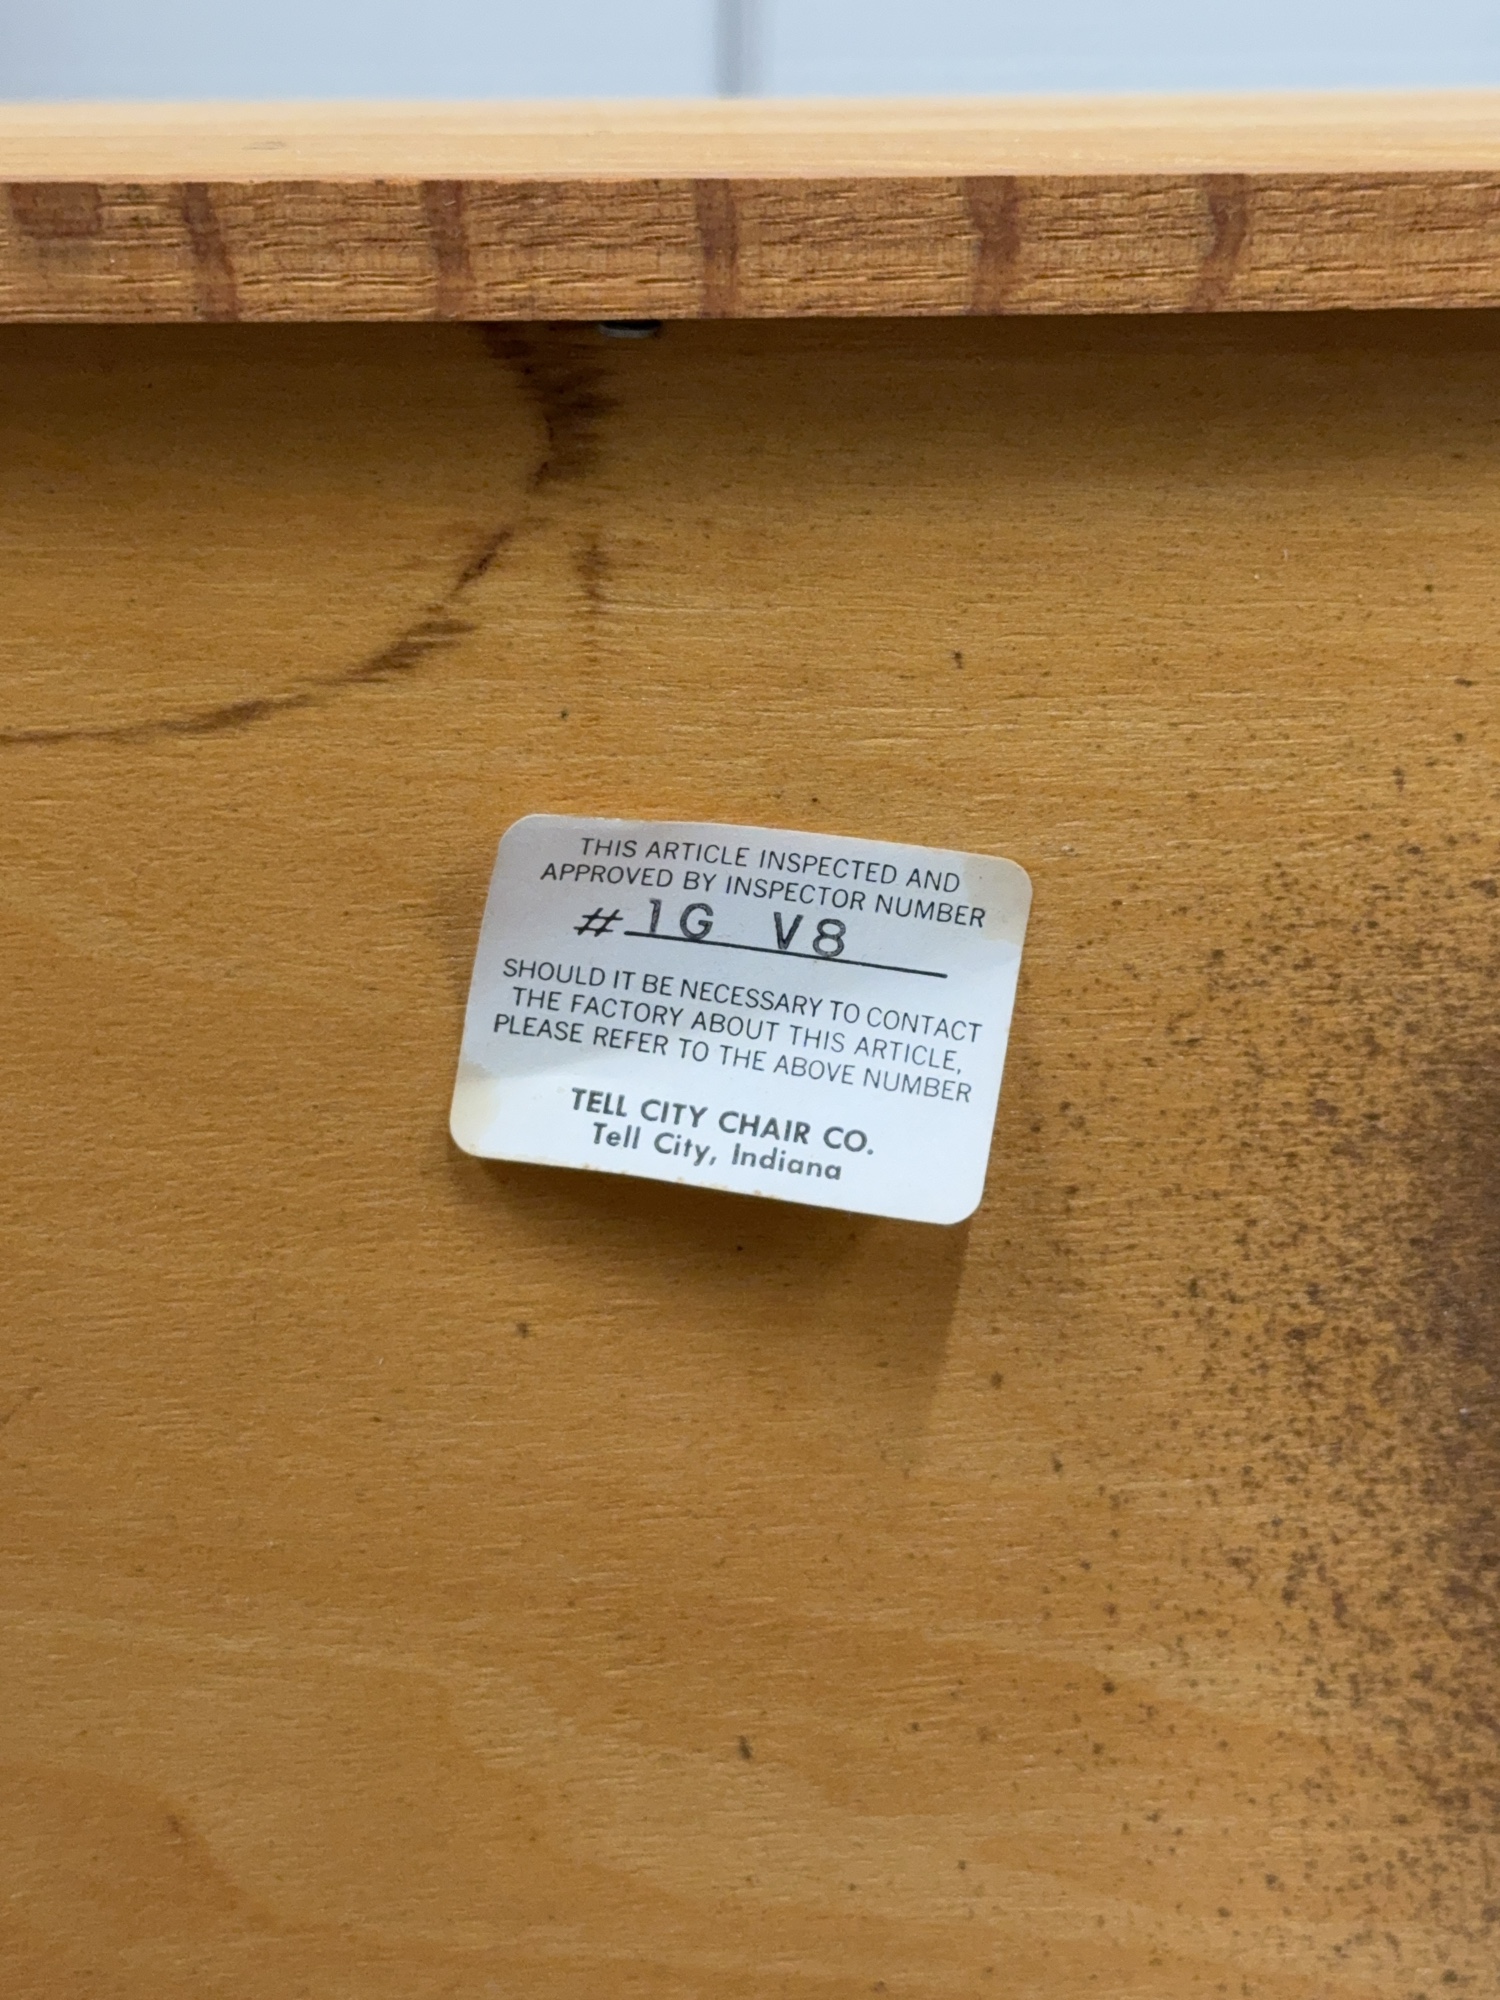 THIS ARTICLE INSPECTED AND
APPROVED BY INSPECTOR NUMBER
# 1G V8
SHOULD IT BE NECESSARY TO CONTACT
THE FACTORY ABOUT THIS ARTICLE,
PLEASE REFER TO THE ABOVE NUMBER
TELL CITY CHAIR CO.
Tell City, Indiana